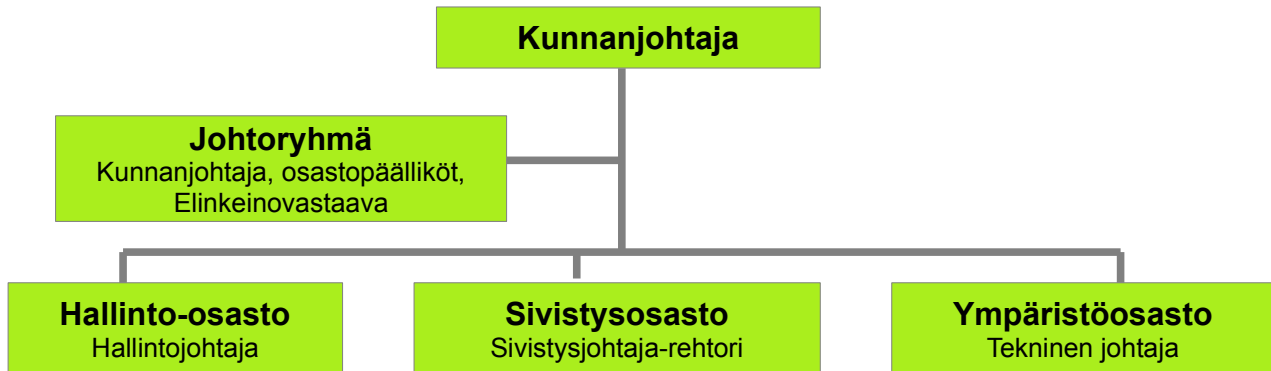 Kunnanjohtaja
Johtoryhmä
Kunnanjohtaja, osastopäälliköt,
Elinkeinovastaava
Hallinto-osasto
Hallintojohtaja
Sivistysosasto
Sivistysjohtaja-rehtori
Ympäristöosasto
Tekninen johtaja